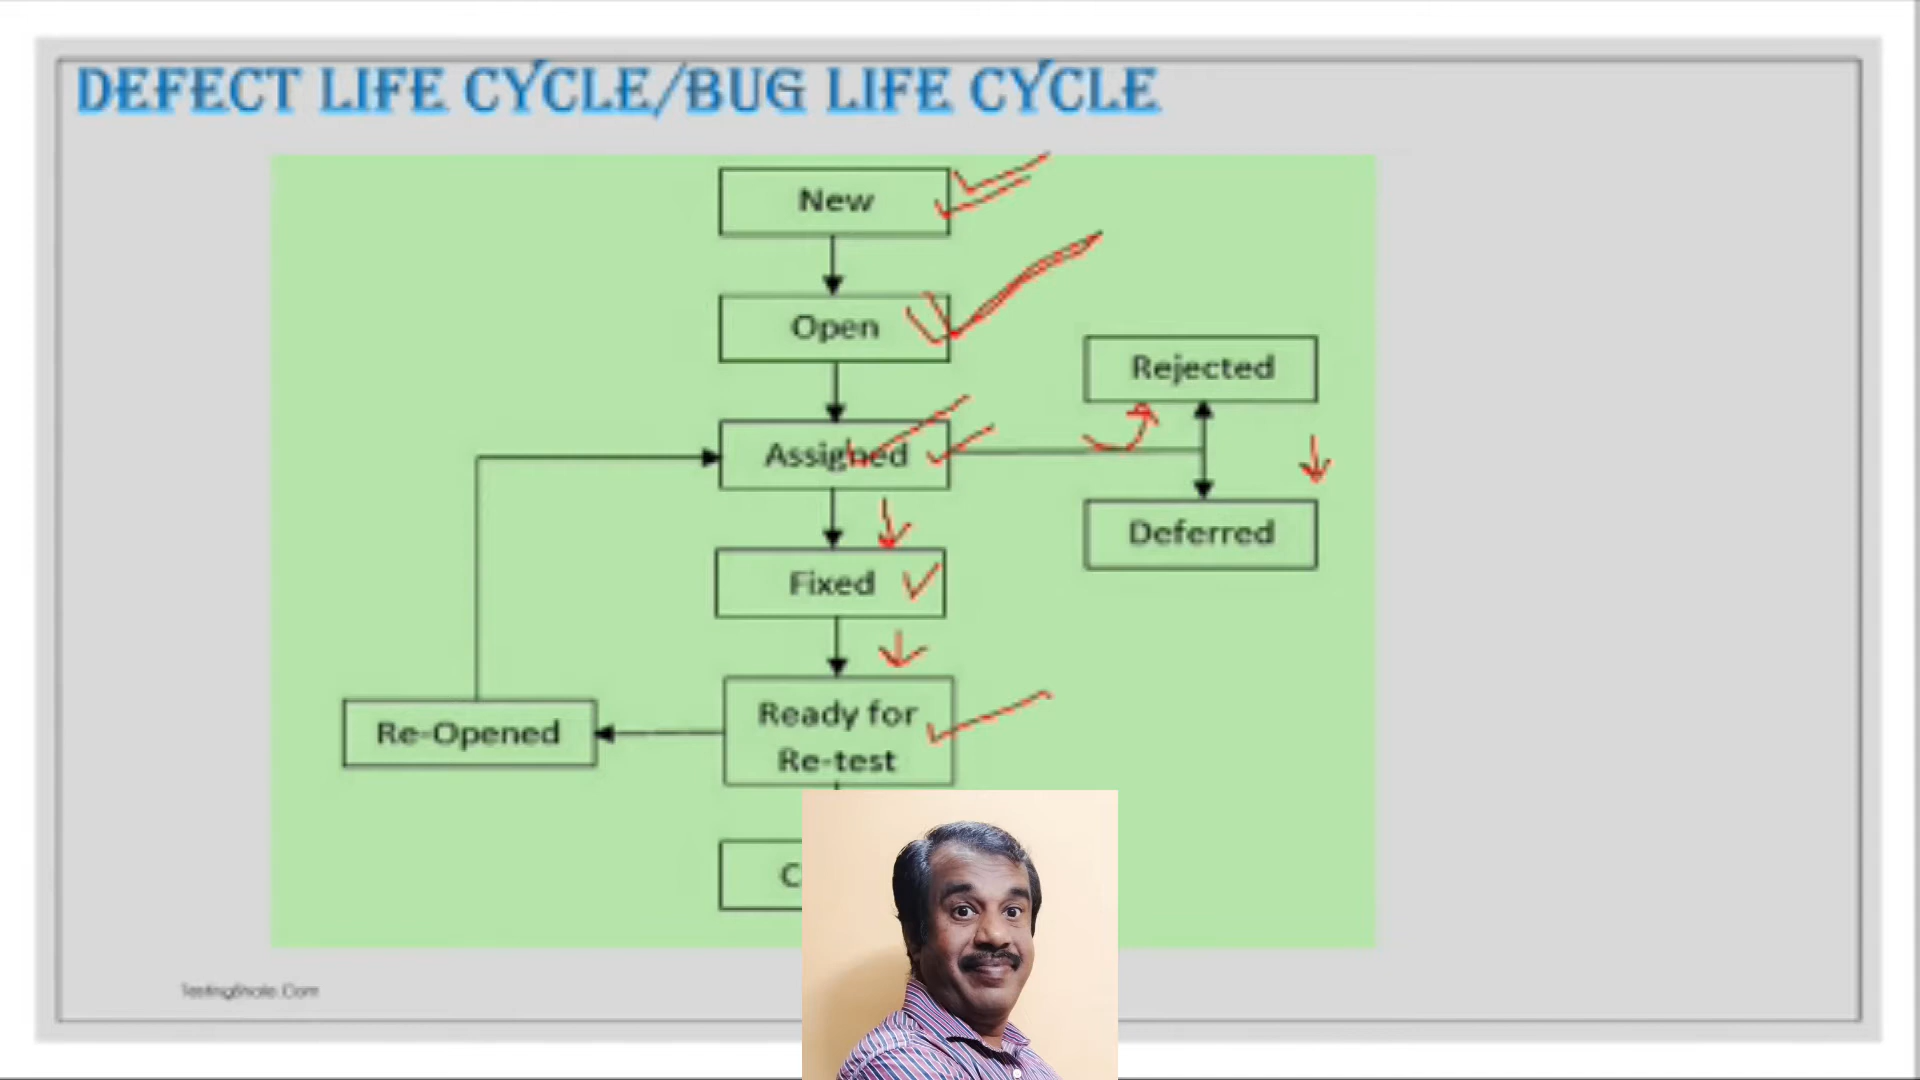 DEFECT LIFE CYCLE/BUG LIFE CYCLE
New
Open
Rejected
Assigned
Deferred
Fixed
Ready for
Re-test
Re-Opened
C